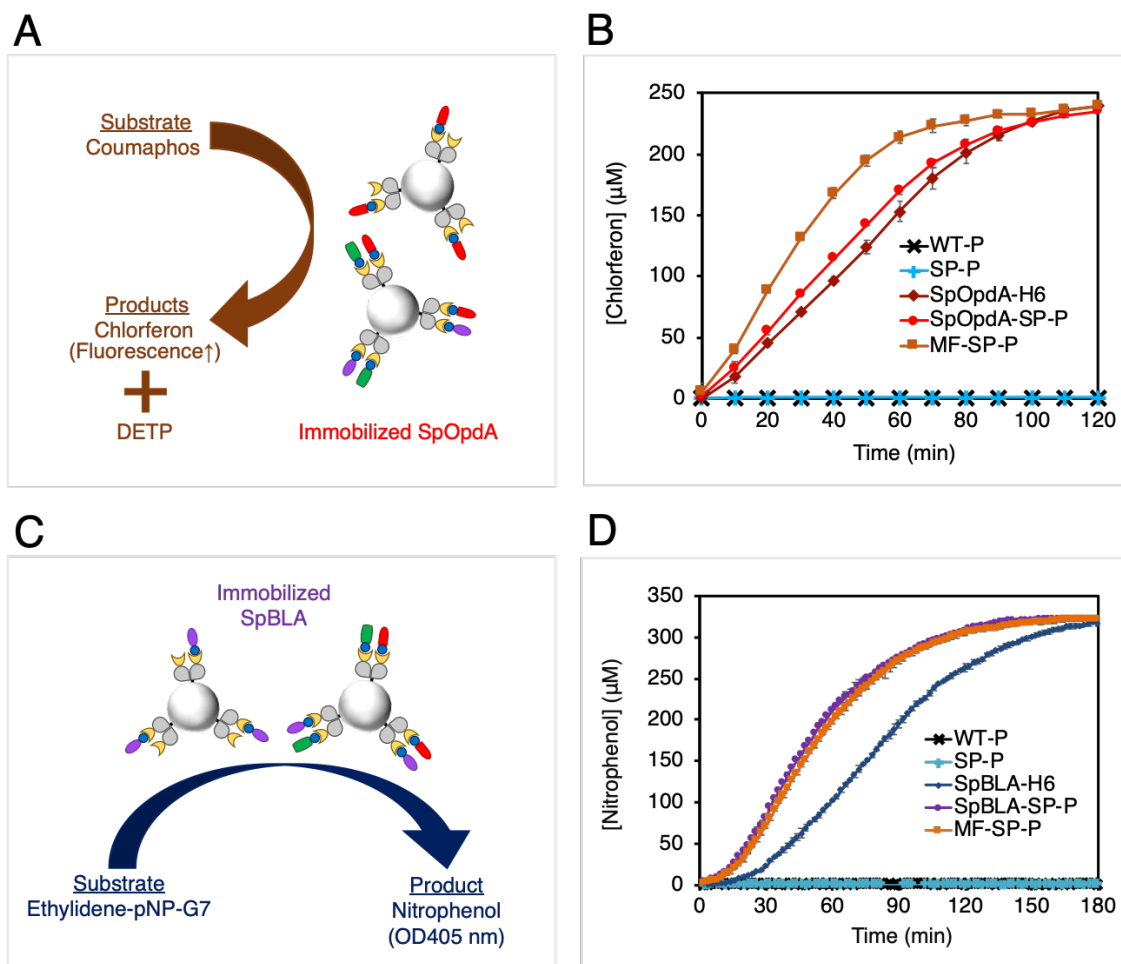 A
Substrate
Coumaphos
Products
Chlorferon
(Fluorescence↑)
+
DETP
Immobilized SpOpdA
B
[Chlorferon] (µM)
250
200
150
100
50
0
WT-P
SP-P
SpOpdA-H6
SpOpdA-SP-P
MF-SP-P
0 20 40 60 80 100 120
Time (min)
C
Immobilized
SpBLA
Substrate
Ethylidene-pNP-G7
Product
Nitrophenol
(OD405 nm)
D
[Nitrophenol] (µM)
350
300
250
200
150
100
50
0
WT-P
SP-P
SpBLA-H6
SpBLA-SP-P
MF-SP-P
0 30 60 90 120 150 180
Time (min)